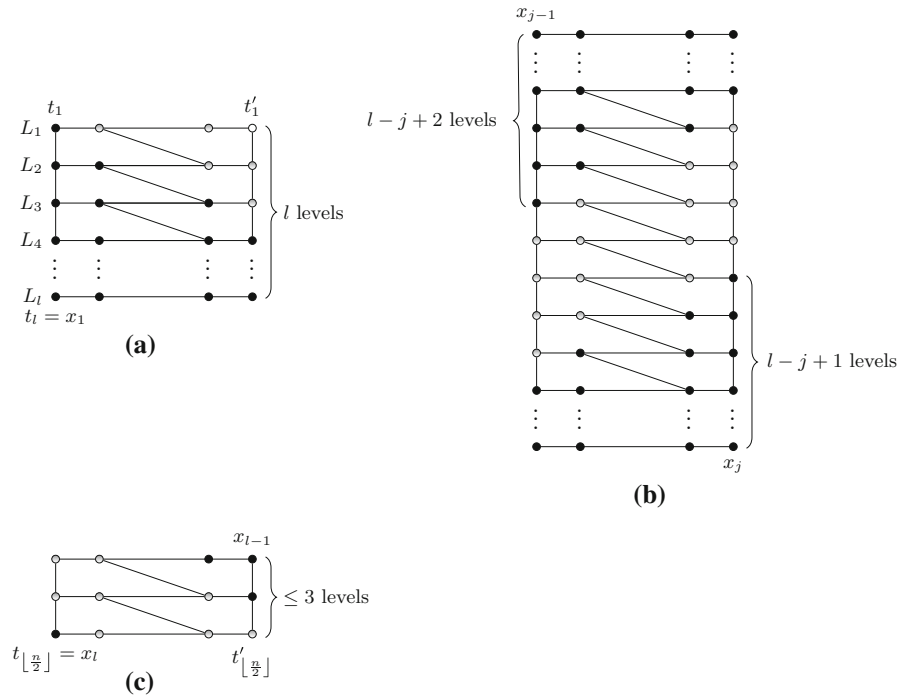 t₁ t′₁
L₁
L₂
L₃
L₄
⋮ ⋮ ⋮ ⋮
L_l
t_l = x₁
l levels
(a)
x_{j−1}
⋮ ⋮ ⋮ ⋮
l − j + 2 levels
l − j + 1 levels
⋮ ⋮ ⋮ ⋮
x_j
(b)
x_{l−1}
≤ 3 levels
t_{⌊n/2⌋} = x_l t′_{⌊n/2⌋}
(c)